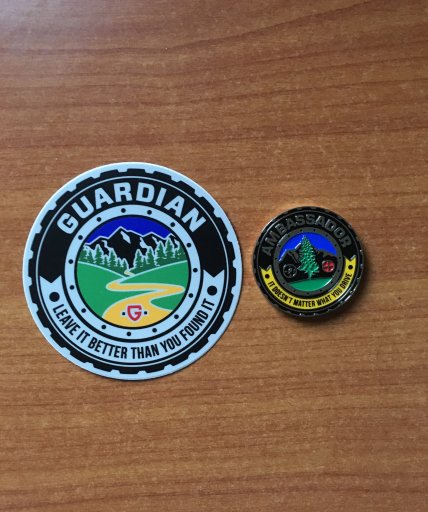 GUARDIAN
G
• LEAVE IT BETTER THAN YOU FOUND IT •
AMBASSADOR
• IT DOESN'T MATTER WHAT YOU DRIVE •